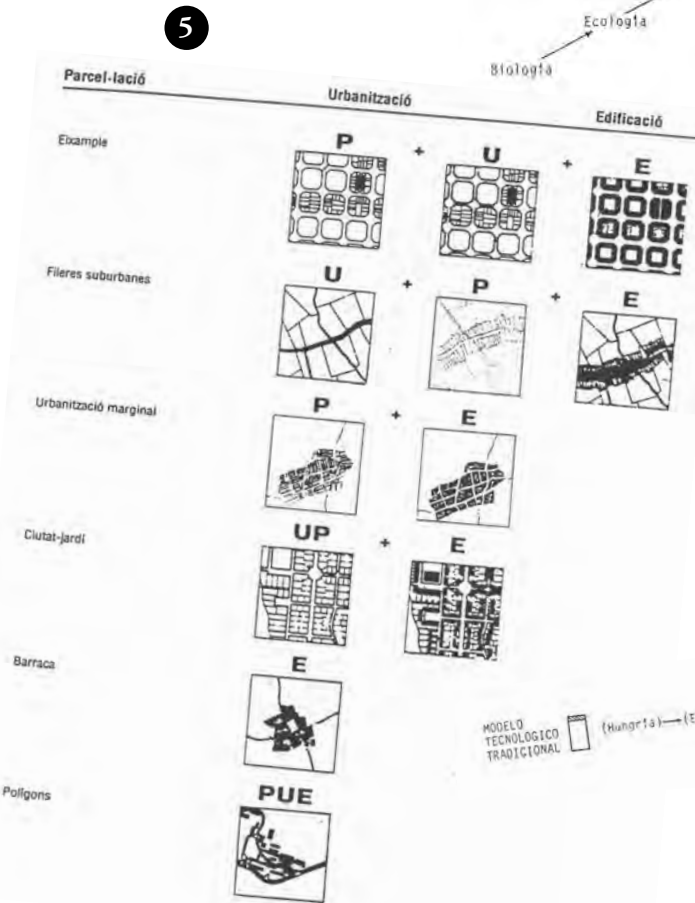 5
Ecología
Biología
Parcel·lació Urbanització Edificació
Eixample P + U + E
Fileres suburbanes U + P + E
Urbanització marginal P + E
Ciutat-jardí UP + E
Barraca E
MODELO
TECNOLOGICO
TRADICIONAL
(Hungría)→(E
Polígons PUE